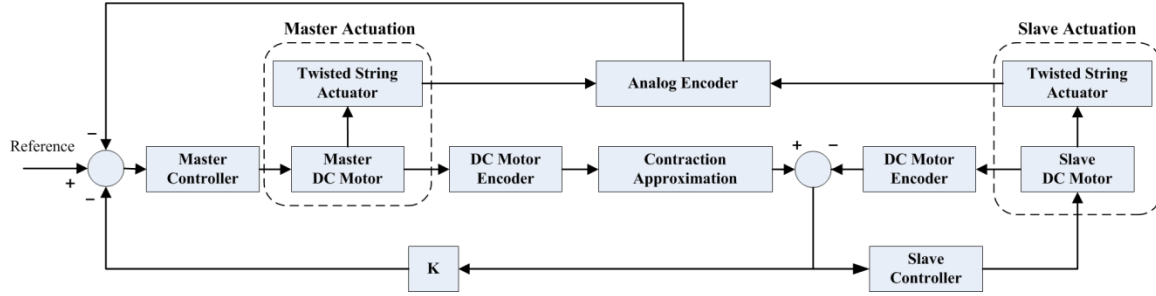 Master Actuation
Slave Actuation
Twisted String
Actuator
Analog Encoder
Twisted String
Actuator
Reference
−
+
−
Master
Controller
Master
DC Motor
DC Motor
Encoder
Contraction
Approximation
+
−
DC Motor
Encoder
Slave
DC Motor
K
Slave
Controller